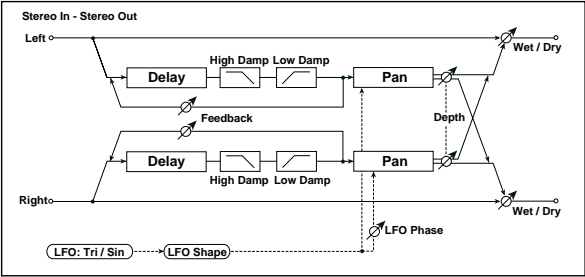 Stereo In - Stereo Out
Left
Wet / Dry
High Damp Low Damp
Delay
Pan
Feedback
Depth
Delay
Pan
High Damp Low Damp
Right
Wet / Dry
LFO Phase
LFO: Tri / Sin
LFO Shape